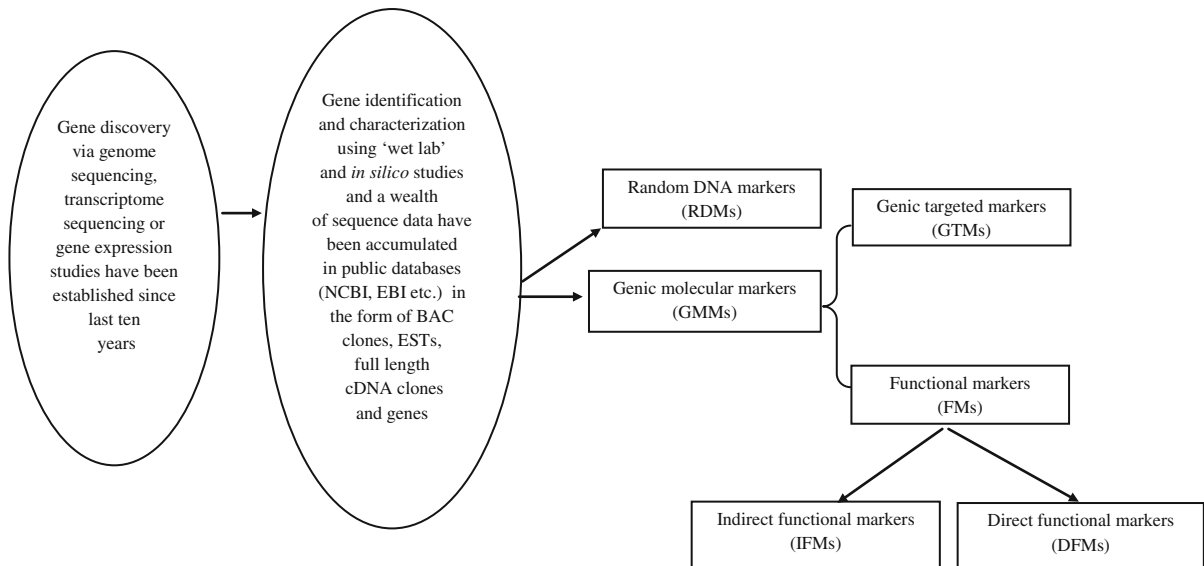 Gene discovery
via genome
sequencing,
transcriptome
sequencing or
gene expression
studies have been
established since
last ten
years
Gene identification
and characterization
using ‘wet lab’
and in silico studies
and a wealth
of sequence data have
been accumulated
in public databases
(NCBI, EBI etc.) in
the form of BAC
clones, ESTs,
full length
cDNA clones
and genes
Random DNA markers
(RDMs)
Genic molecular markers
(GMMs)
Genic targeted markers
(GTMs)
Functional markers
(FMs)
Indirect functional markers
(IFMs)
Direct functional markers
(DFMs)